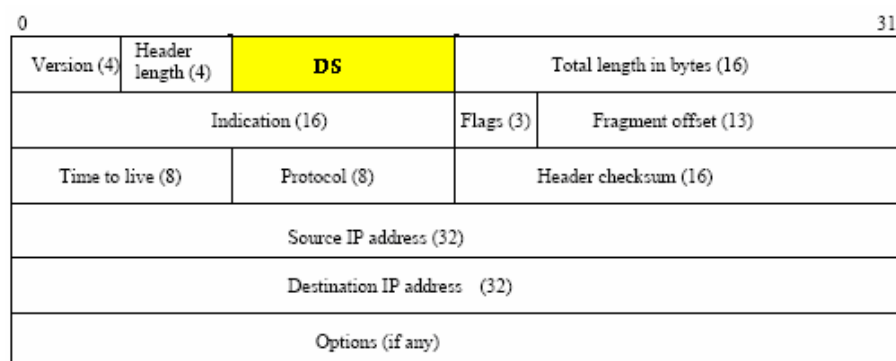 0 31
Version (4) Header length (4) DS Total length in bytes (16)
Indication (16) Flags (3) Fragment offset (13)
Time to live (8) Protocol (8) Header checksum (16)
Source IP address (32)
Destination IP address (32)
Options (if any)